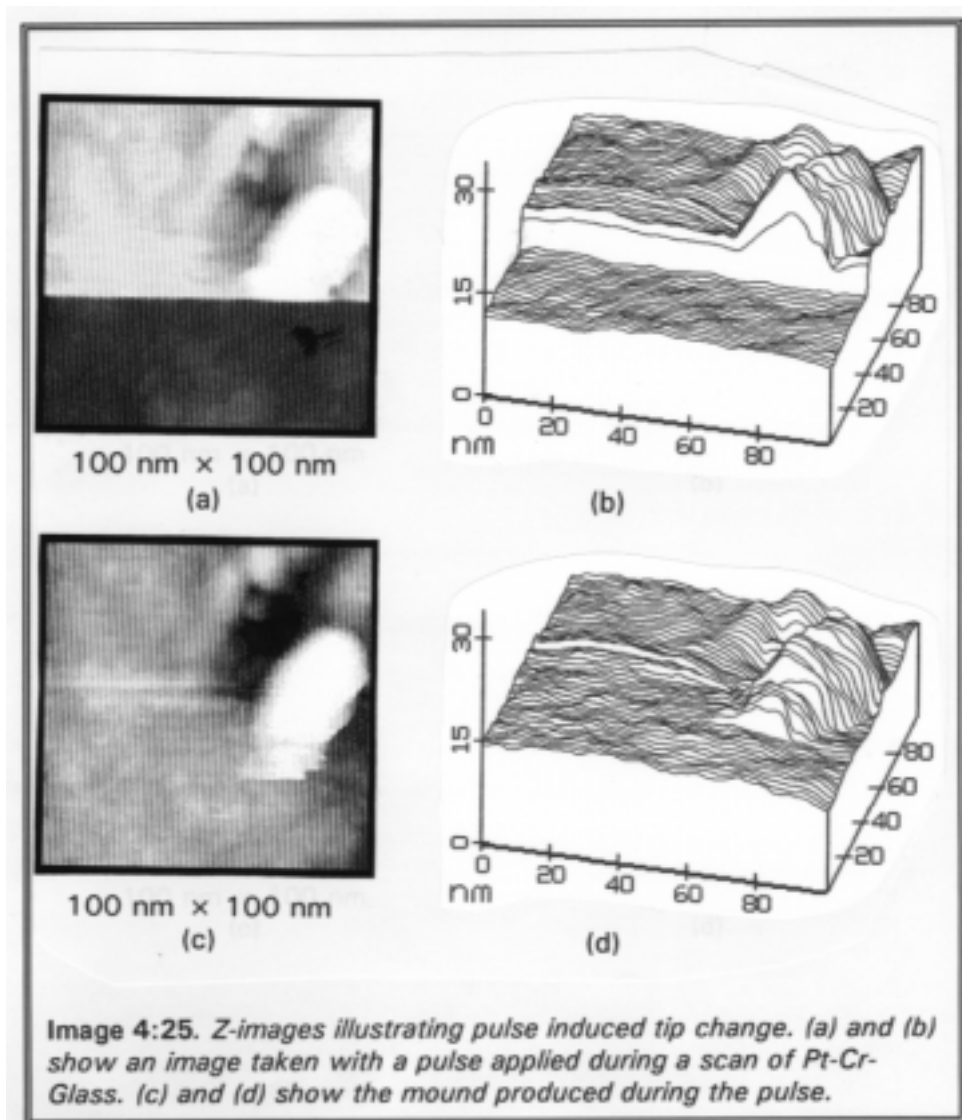 30
15
0
0
20
40
60
80
nm
20
40
60
80
100 nm × 100 nm
(a)
(b)
30
15
0
0
20
40
60
80
nm
20
40
60
80
100 nm × 100 nm
(c)
(d)
Image 4:25. Z-images illustrating pulse induced tip change. (a) and (b)
show an image taken with a pulse applied during a scan of Pt-Cr-
Glass. (c) and (d) show the mound produced during the pulse.